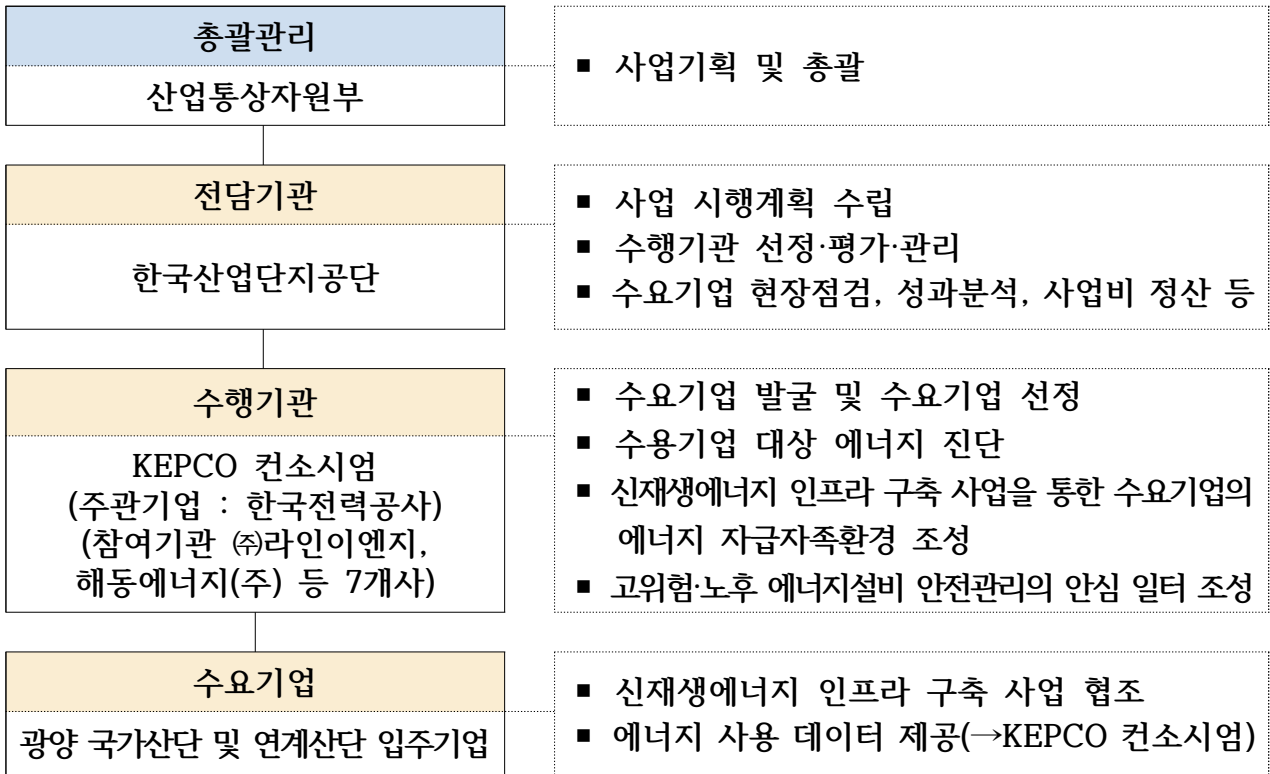 총괄관리
산업통상자원부
▪ 사업기획 및 총괄
전담기관
한국산업단지공단
▪ 사업 시행계획 수립
▪ 수행기관 선정·평가·관리
▪ 수요기업 현장점검, 성과분석, 사업비 정산 등
수행기관
KEPCO 컨소시엄
(주관기업 : 한국전력공사)
(참여기관 ㈜라인이엔지,
해동에너지(주) 등 7개사)
▪ 수요기업 발굴 및 수요기업 선정
▪ 수용기업 대상 에너지 진단
▪ 신재생에너지 인프라 구축 사업을 통한 수요기업의
에너지 자급자족환경 조성
▪ 고위험·노후 에너지설비 안전관리의 안심 일터 조성
수요기업
광양 국가산단 및 연계산단 입주기업
▪ 신재생에너지 인프라 구축 사업 협조
▪ 에너지 사용 데이터 제공(→KEPCO 컨소시엄)